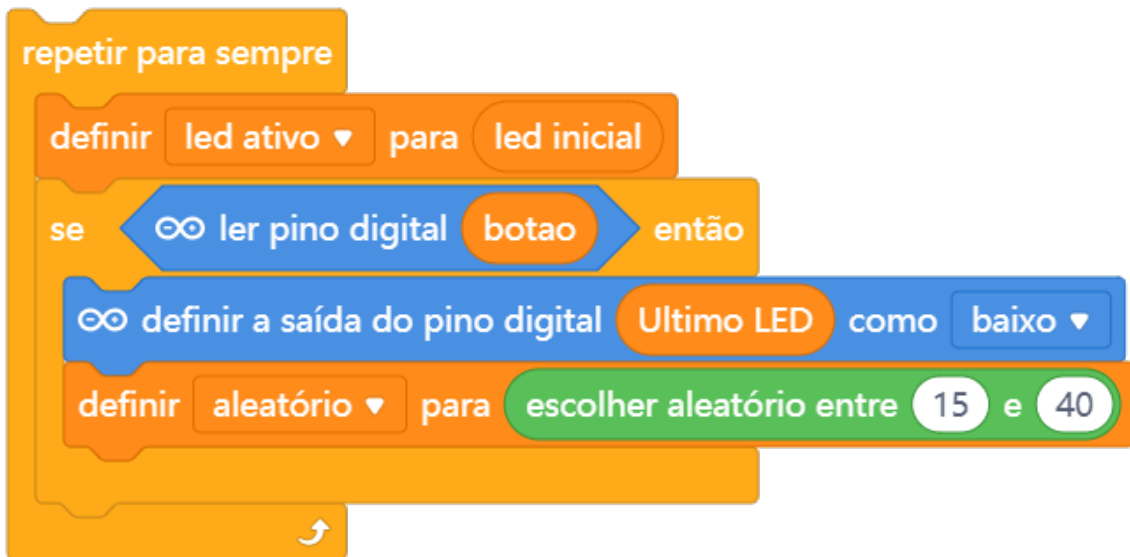 repetir para sempre
definir led ativo para led inicial
se ler pino digital botao então
definir a saída do pino digital Ultimo LED como baixo
definir aleatório para escolher aleatório entre 15 e 40